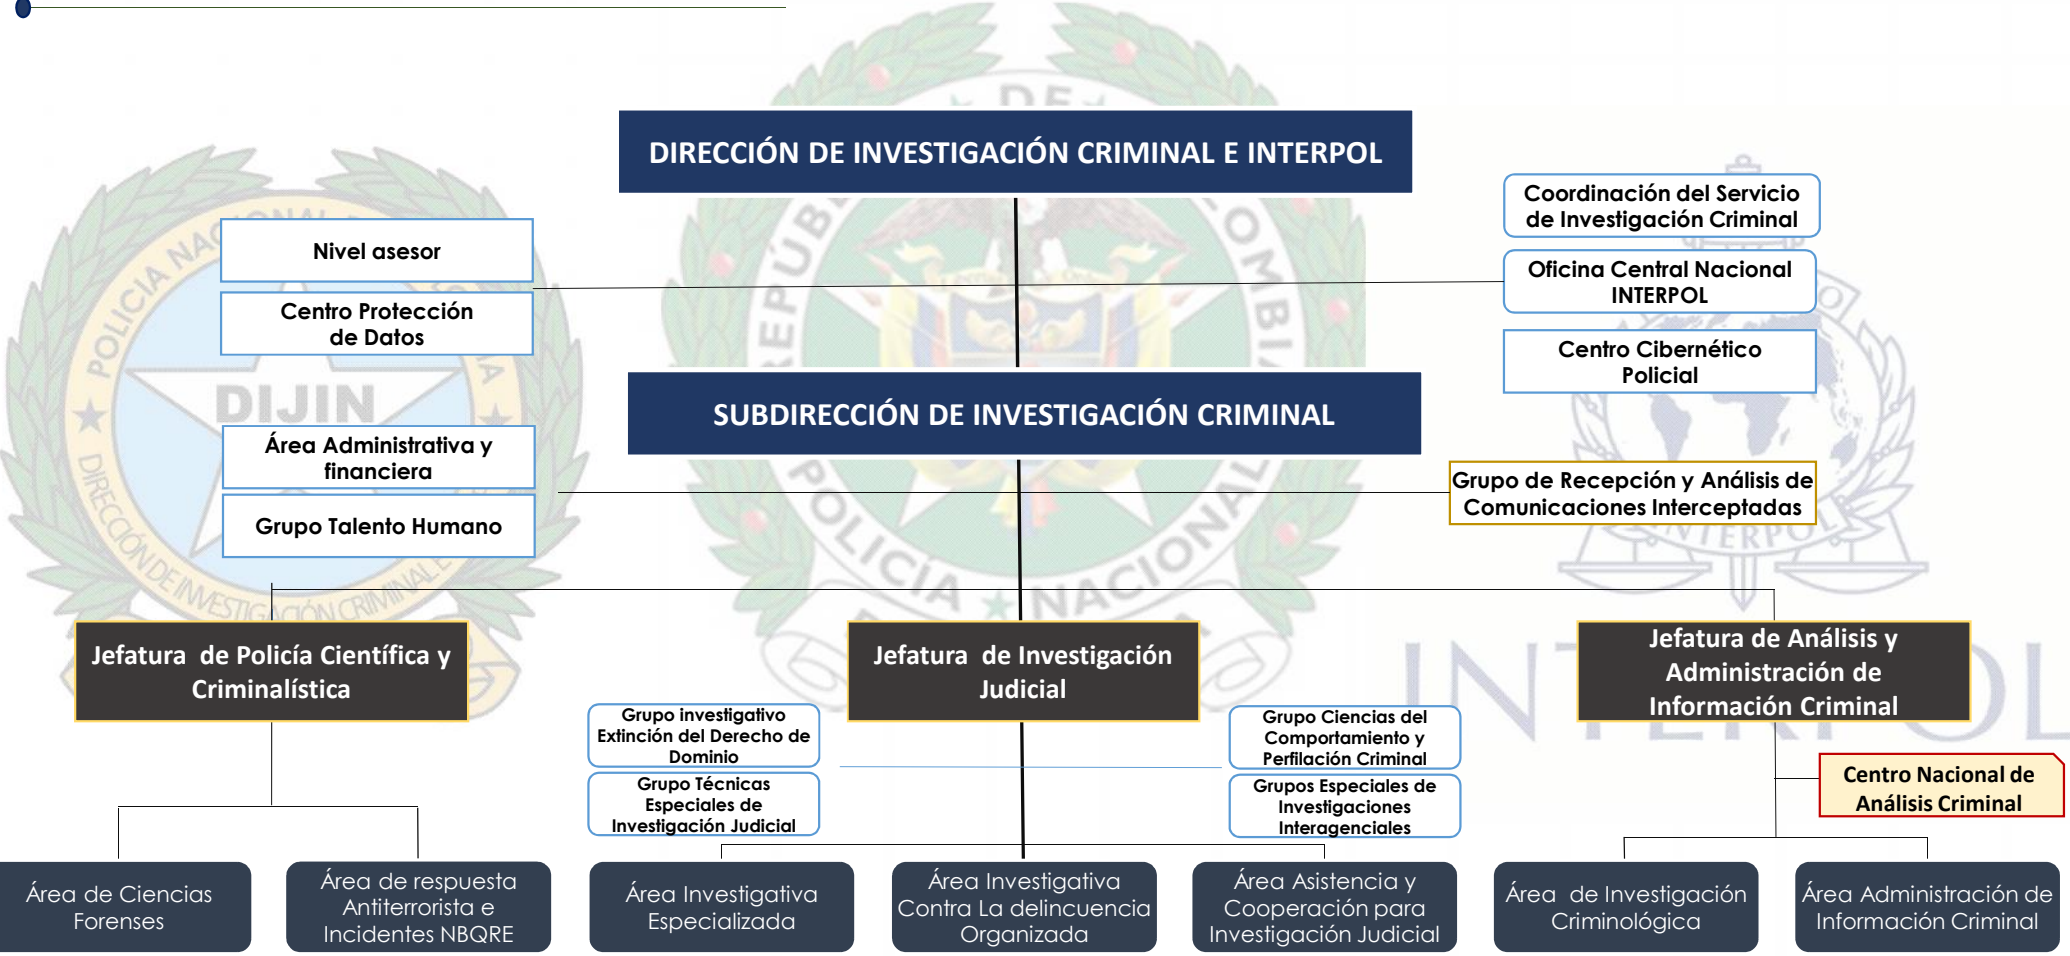 DIRECCIÓN DE INVESTIGACIÓN CRIMINAL E INTERPOL
Nivel asesor
Centro Protección
de Datos
Coordinación del Servicio
de Investigación Criminal
Oficina Central Nacional
INTERPOL
Centro Cibernético
Policial
SUBDIRECCIÓN DE INVESTIGACIÓN CRIMINAL
Área Administrativa y
financiera
Grupo Talento Humano
Grupo de Recepción y Análisis de
Comunicaciones Interceptadas
Jefatura  de Policía Científica y
Criminalística
Jefatura  de Investigación
Judicial
Jefatura de Análisis y
Administración de
Información Criminal
Grupo investigativo
Extinción del Derecho de
Dominio
Grupo Técnicas
Especiales de
Investigación Judicial
Grupo Ciencias del
Comportamiento y
Perfilación Criminal
Grupos Especiales de
Investigaciones
Interagenciales
Centro Nacional de
Análisis Criminal
Área de Ciencias
Forenses
Área de respuesta
Antiterrorista e
Incidentes NBQRE
Área Investigativa
Especializada
Área Investigativa
Contra La delincuencia
Organizada
Área Asistencia y
Cooperación para
Investigación Judicial
Área  de Investigación
Criminológica
Área Administración de
Información Criminal
DIJIN
POLICIA NACIONAL
DE
POLICÍA NACIONAL
INTERPOL